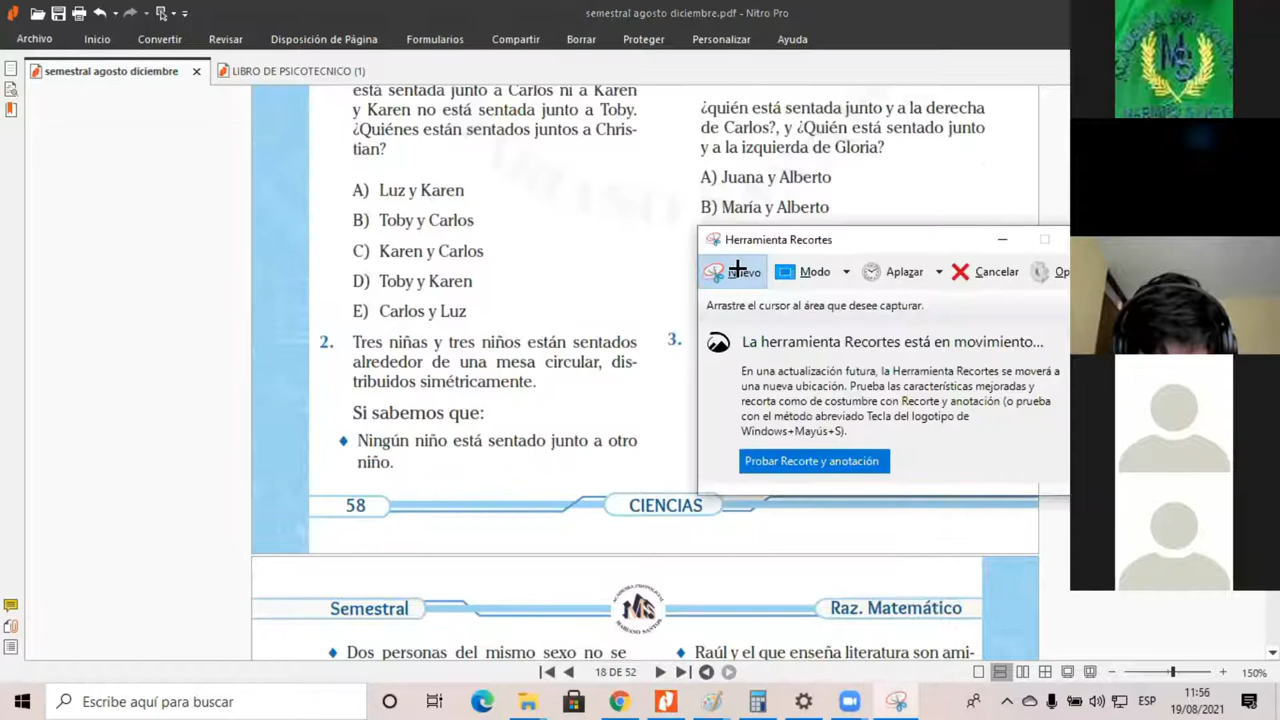 semestral agosto diciembre.pdf - Nitro Pro
Archivo Inicio Convertir Revisar Disposición de Página Formularios Compartir Borrar Proteger Personalizar Ayuda
semestral agosto diciembre LIBRO DE PSICOTECNICO (1)
está sentada junto a Carlos ni a Karen
y Karen no está sentada junto a Toby.
¿Quiénes están sentados juntos a Chris-
tian?
A) Luz y Karen
B) Toby y Carlos
C) Karen y Carlos
D) Toby y Karen
E) Carlos y Luz
2. Tres niñas y tres niños están sentados
alrededor de una mesa circular, dis-
tribuidos simétricamente.
Si sabemos que:
Ningún niño está sentado junto a otro
niño.
¿quién está sentada junto y a la derecha
de Carlos?, y ¿Quién está sentado junto
y a la izquierda de Gloria?
A) Juana y Alberto
B) María y Alberto
3.
Herramienta Recortes
Nuevo Modo Aplazar Cancelar Op
Arrastre el cursor al área que desee capturar.
La herramienta Recortes está en movimiento...
En una actualización futura, la Herramienta Recortes se moverá a
una nueva ubicación. Prueba las características mejoradas y
recorta como de costumbre con Recorte y anotación (o prueba
con el método abreviado Tecla del logotipo de
Windows+Mayús+S).
Probar Recorte y anotación
58 CIENCIAS
Semestral Raz. Matemático
Dos personas del mismo sexo no se
Raúl y el que enseña literatura son ami-
18 DE 52
150%
Escribe aquí para buscar
ESP
11:56
19/08/2021